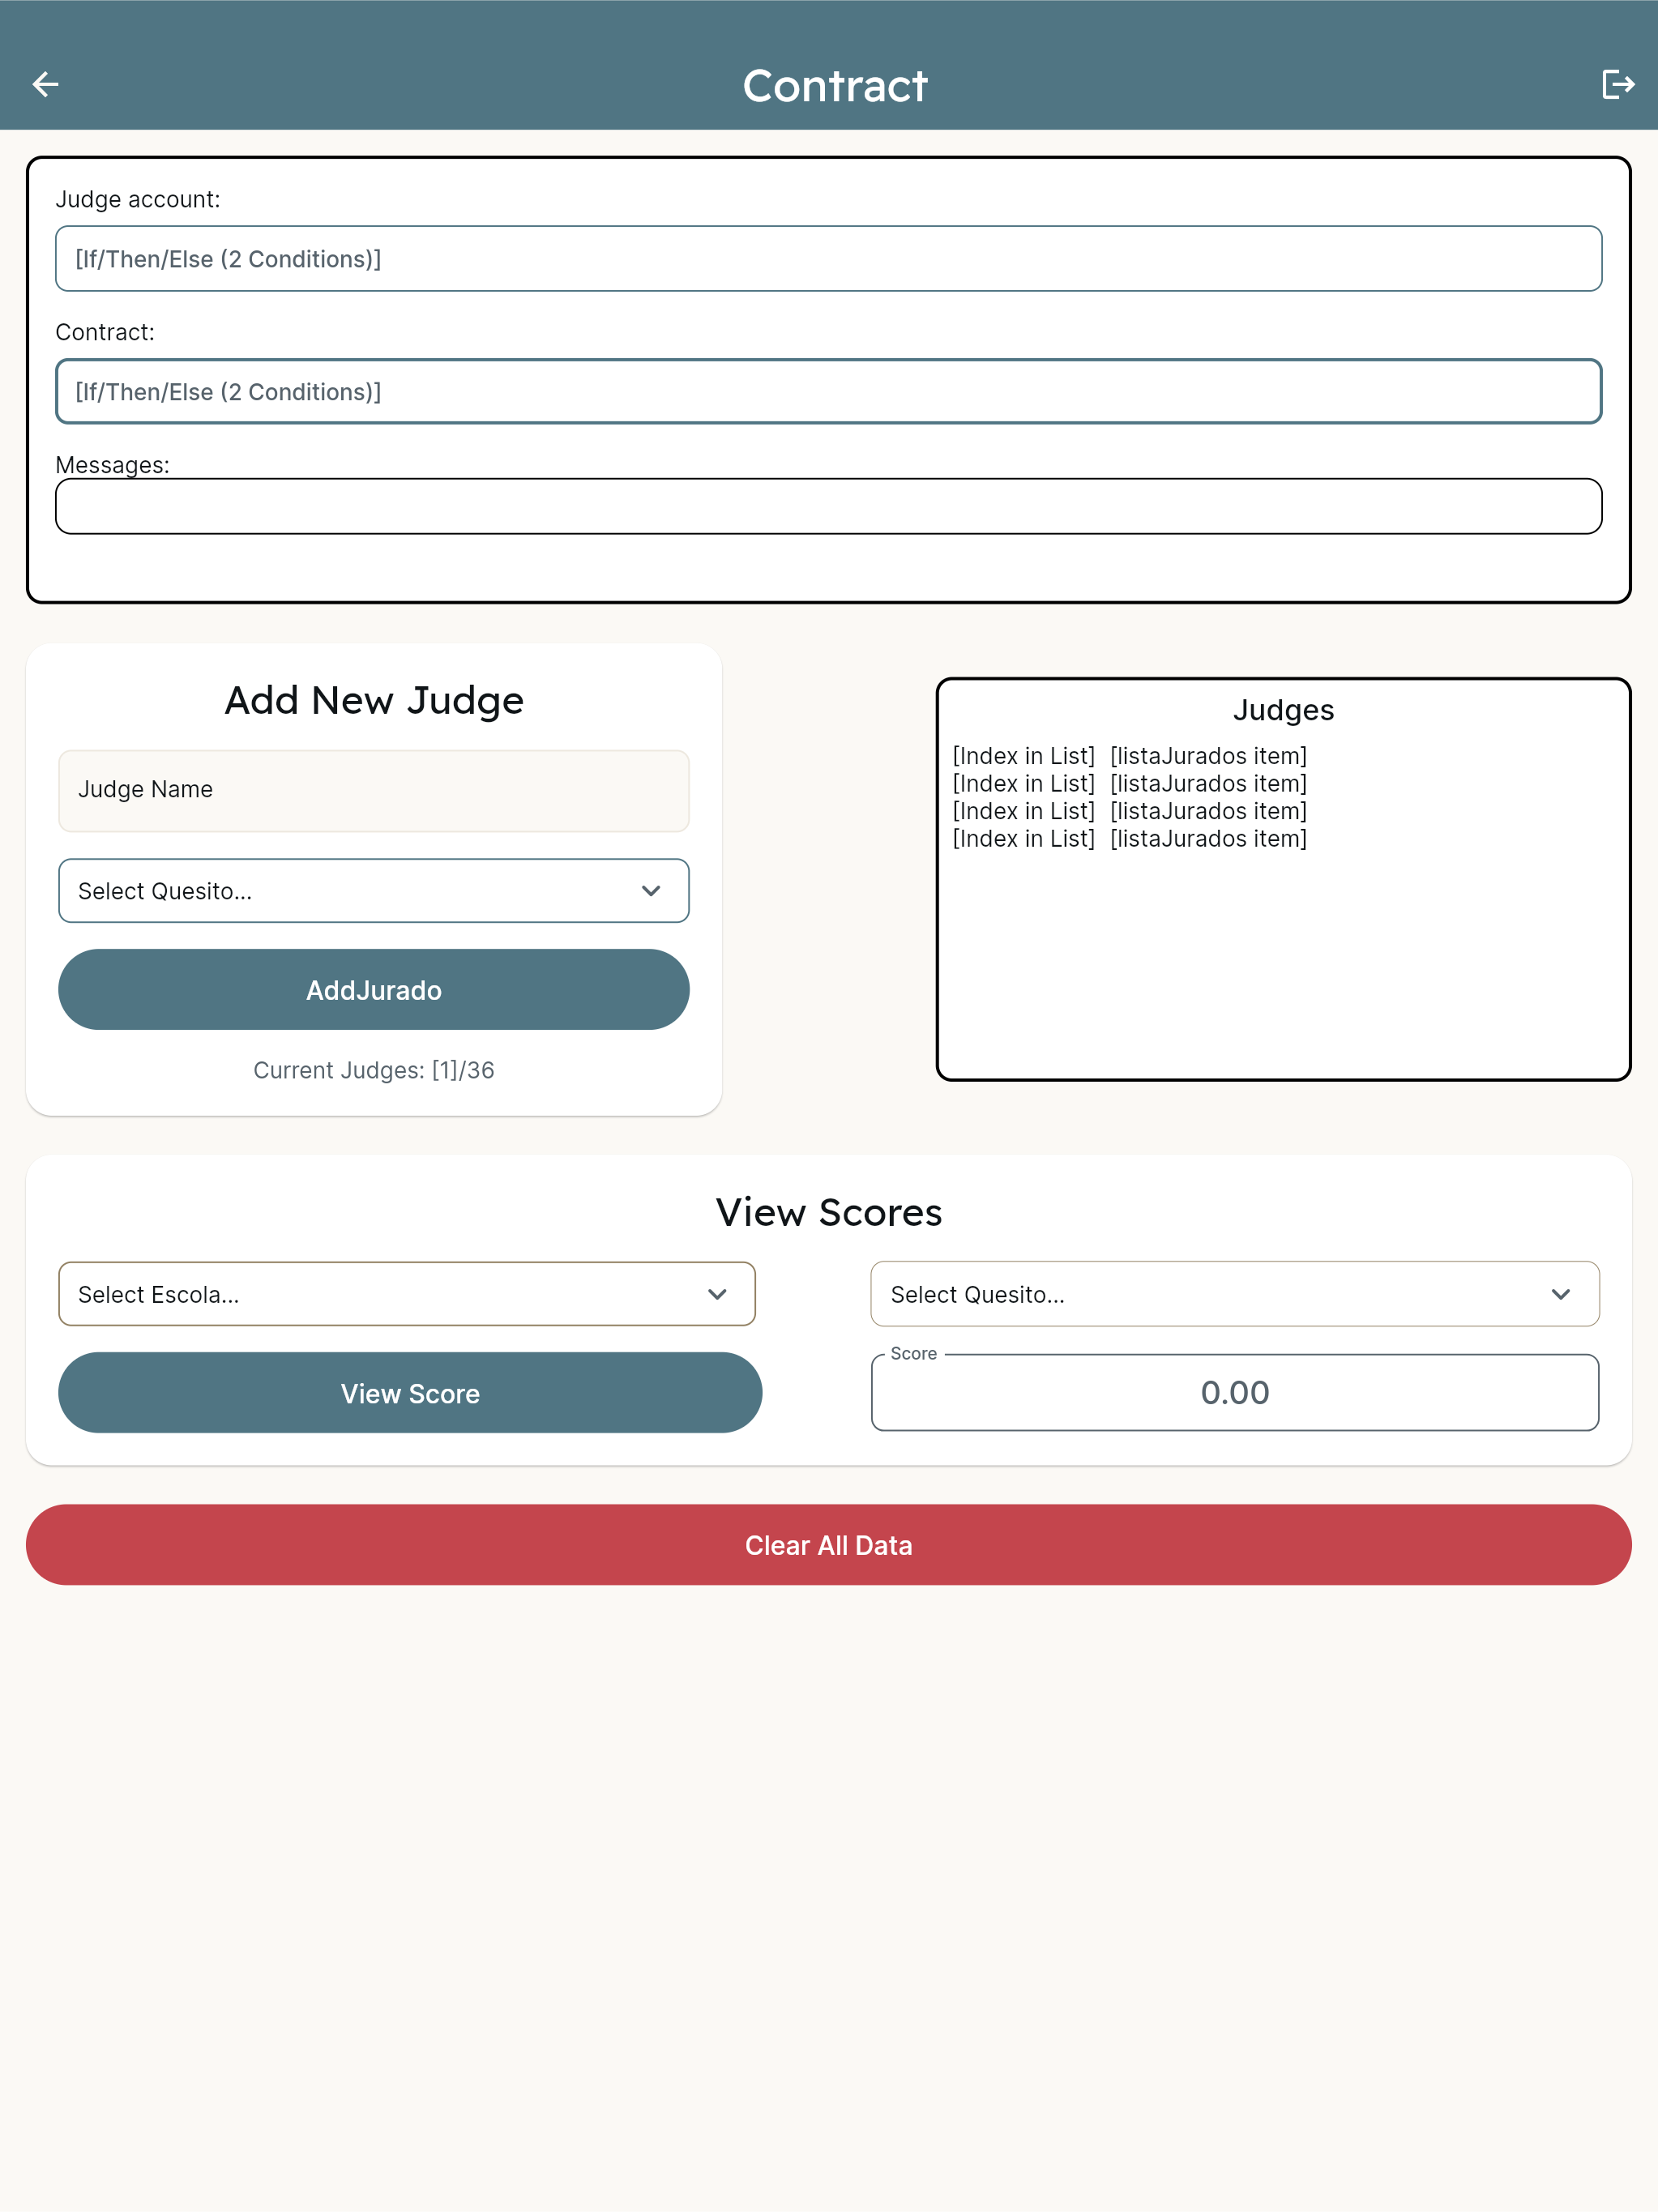 Contract
Judge account:
[If/Then/Else (2 Conditions)]
Contract:
[If/Then/Else (2 Conditions)]
Messages:
Add New Judge
Judge Name
Select Quesito...
AddJurado
Current Judges: [1]/36
Judges
[Index in List] [listaJurados item]
[Index in List] [listaJurados item]
[Index in List] [listaJurados item]
[Index in List] [listaJurados item]
View Scores
Select Escola...
Select Quesito...
View Score
Score
0.00
Clear All Data